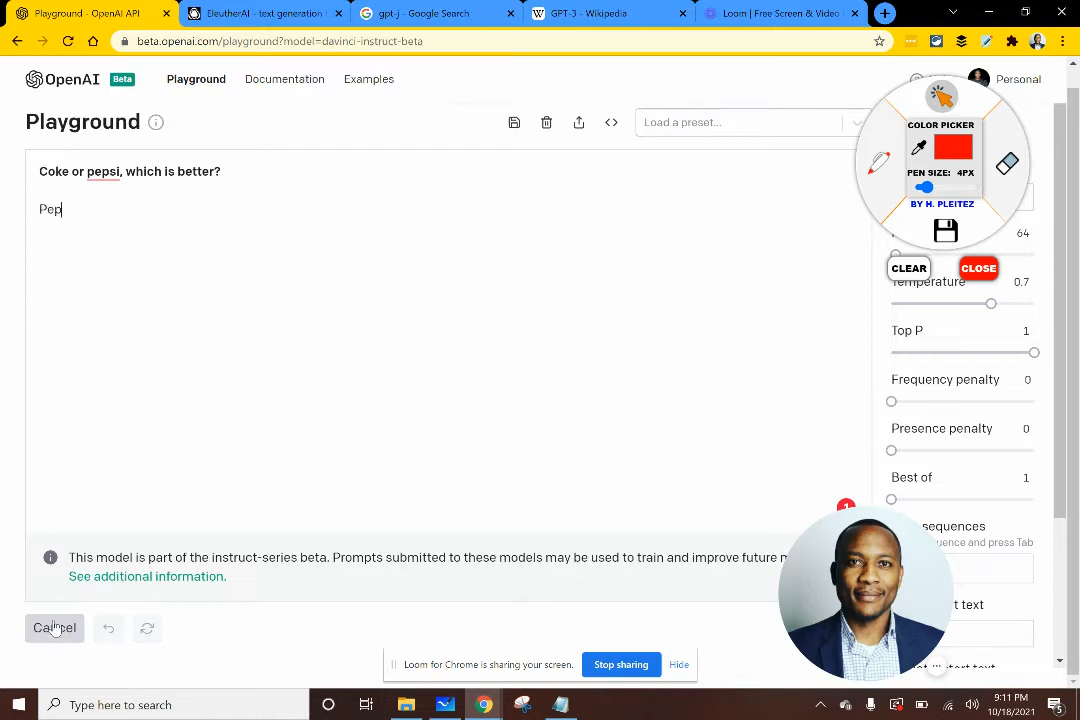 Playground - OpenAI API
EleutherAI - text generation t
gpt-j - Google Search
GPT-3 - Wikipedia
Loom | Free Screen & Video
beta.openai.com/playground?model=davinci-instruct-beta
OpenAI Beta Playground Documentation Examples
Personal
Playground
Load a preset...
COLOR PICKER
PEN SIZE: 4PX
BY H. PLEITEZ
CLEAR CLOSE
Coke or pepsi, which is better?
Pep
64
Temperature 0.7
Top P 1
Frequency penalty 0
Presence penalty 0
Best of 1
sequences
uence and press Tab
1
This model is part of the instruct-series beta. Prompts submitted to these models may be used to train and improve future m
See additional information.
rt text
Cancel
Loom for Chrome is sharing your screen. Stop sharing Hide
start text
Type here to search
9:11 PM
10/18/2021
5